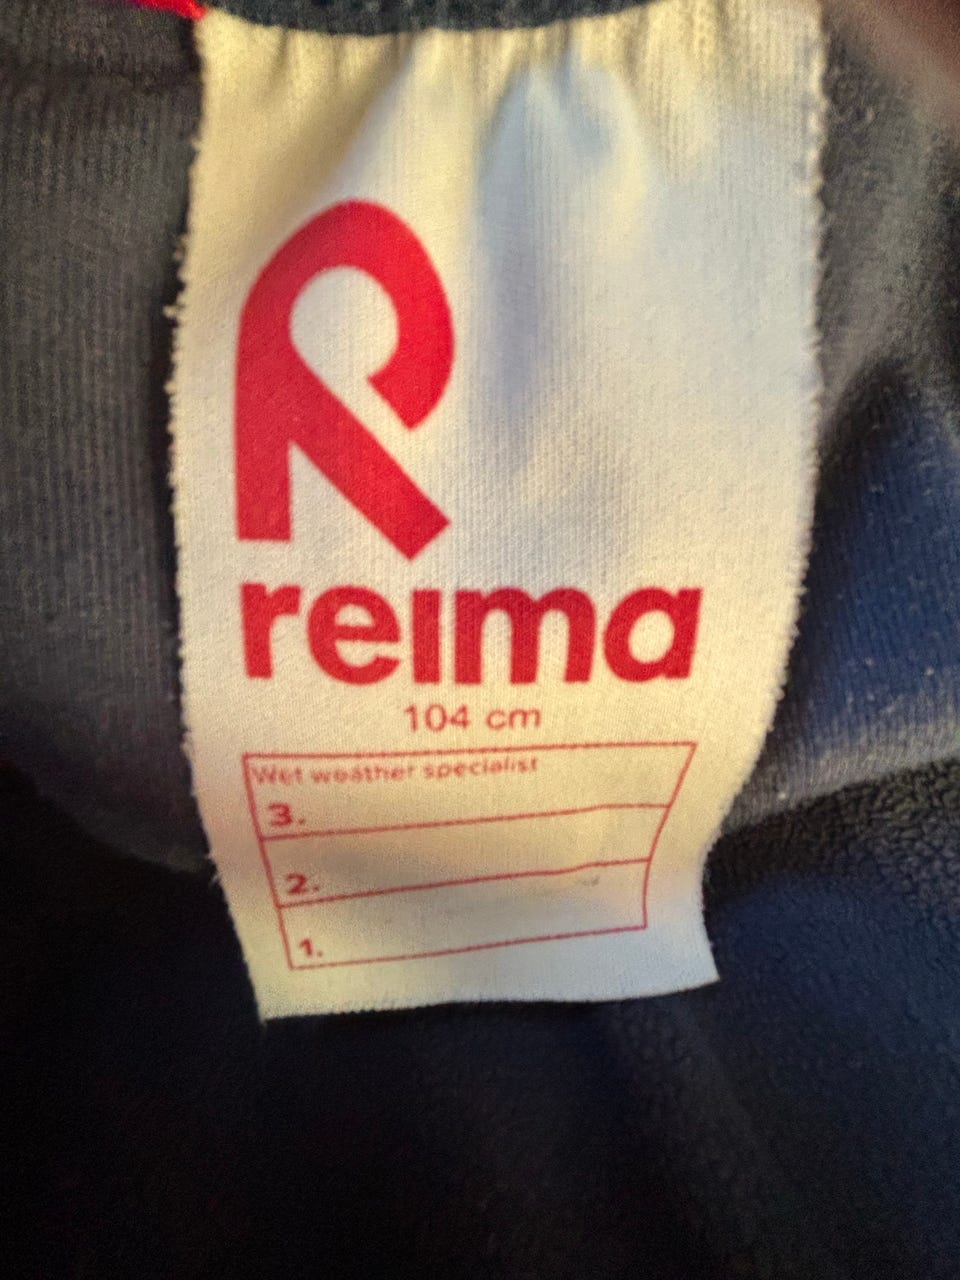 reima
104 cm
Wet weather specialist
3.
2.
1.